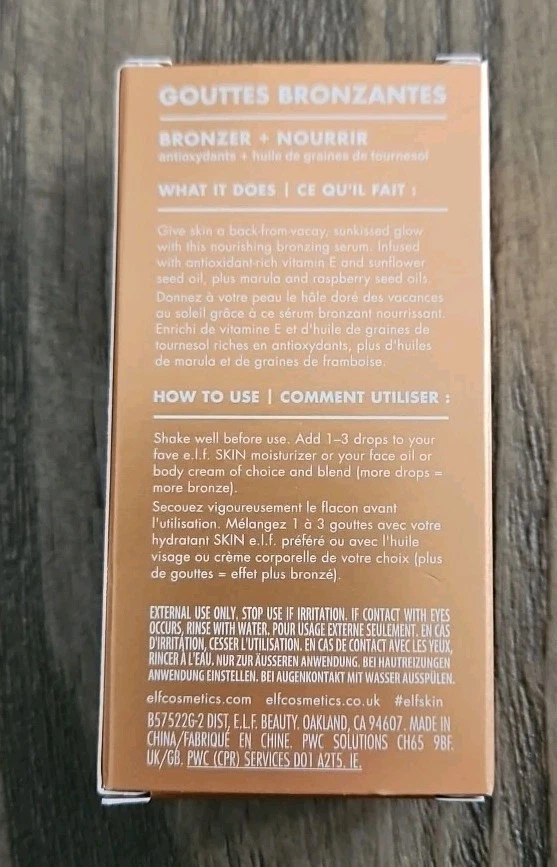 GOUTTES BRONZANTES
BRONZER + NOURRIR
antioxydants + huile de graines de tournesol
WHAT IT DOES | CE QU'IL FAIT :
Give skin a back-from-vacay, sunkissed glow
with this nourishing bronzing serum. Infused
with antioxidant-rich vitamin E and sunflower
seed oil, plus marula and raspberry seed oils.
Donnez à votre peau le hâle doré des vacances
au soleil grâce à ce sérum bronzant nourrissant.
Enrichi de vitamine E et d'huile de graines de
tournesol riches en antioxydants, plus d'huiles
de marula et de graines de framboise.
HOW TO USE | COMMENT UTILISER :
Shake well before use. Add 1–3 drops to your
fave e.l.f. SKIN moisturizer or your face oil or
body cream of choice and blend (more drops =
more bronze).
Secouez vigoureusement le flacon avant
l'utilisation. Mélangez 1 à 3 gouttes avec votre
hydratant SKIN e.l.f. préféré ou avec l'huile
visage ou crème corporelle de votre choix (plus
de gouttes = effet plus bronzé).
EXTERNAL USE ONLY. STOP USE IF IRRITATION. IF CONTACT WITH EYES
OCCURS, RINSE WITH WATER. POUR USAGE EXTERNE SEULEMENT. EN CAS
D'IRRITATION, CESSER L'UTILISATION. EN CAS DE CONTACT AVEC LES YEUX,
RINCER À L'EAU. NUR ZUR ÄUSSEREN ANWENDUNG. BEI HAUTREIZUNGEN
ANWENDUNG EINSTELLEN. BEI AUGENKONTAKT MIT WASSER AUSSPÜLEN.
elfcosmetics.com elfcosmetics.co.uk #elfskin
B57522G-2 DIST, E.L.F. BEAUTY. OAKLAND, CA 94607. MADE IN
CHINA/FABRIQUÉ EN CHINE. PWC SOLUTIONS CH65 9BF.
UK/GB. PWC (CPR) SERVICES D01 A2T5. IE.